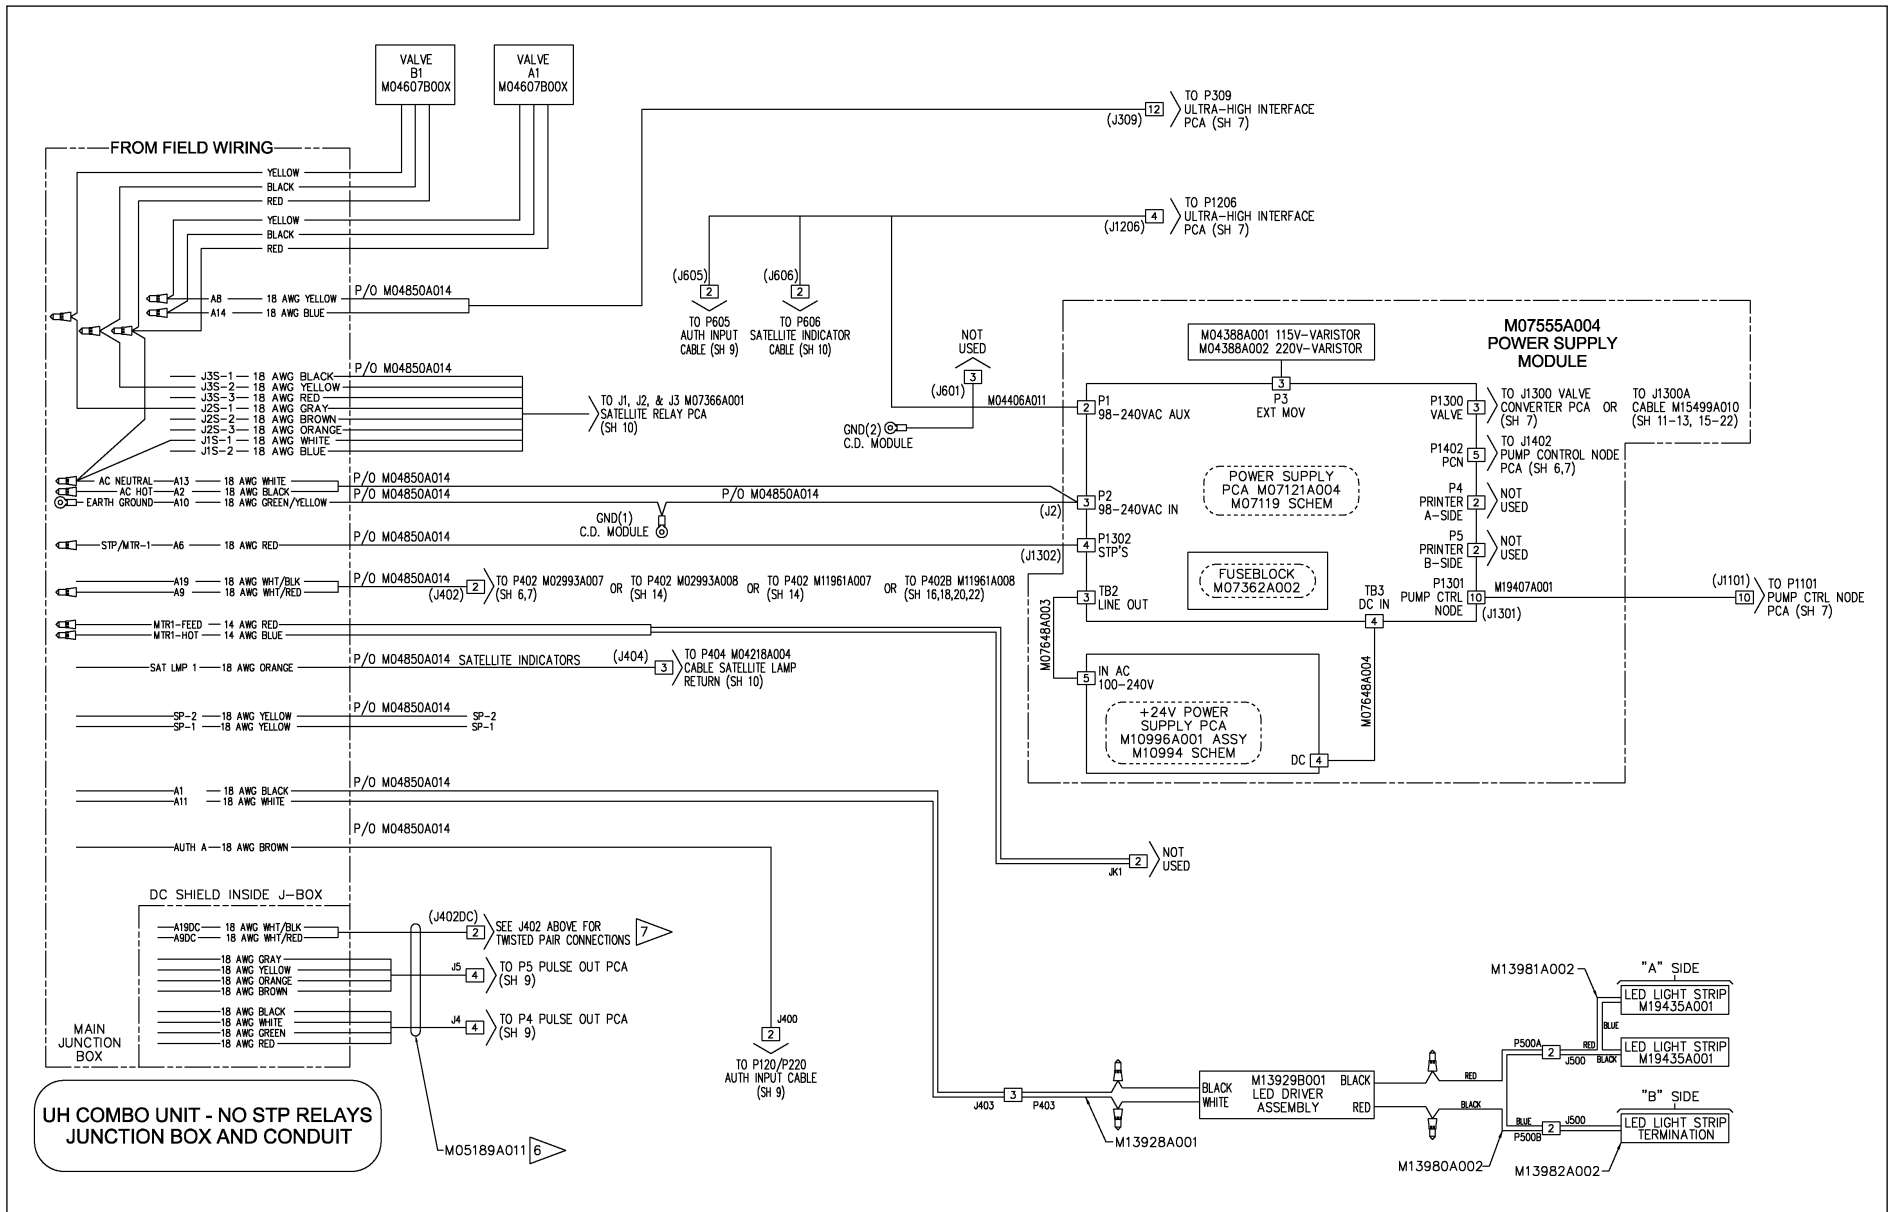 VALVE
B1
M04607B00X
VALVE
A1
M04607B00X
FROM FIELD WIRING
YELLOW
BLACK
RED
YELLOW
BLACK
RED
12
(J309)
TO P309
ULTRA-HIGH INTERFACE
PCA (SH 7)
4
(J1206)
TO P1206
ULTRA-HIGH INTERFACE
PCA (SH 7)
(J605)
2
TO P605
AUTH INPUT
CABLE (SH 9)
(J606)
2
TO P606
SATELLITE INDICATOR
CABLE (SH 10)
A8 18 AWG YELLOW P/O M04850A014
A14 18 AWG BLUE
J3S-1 18 AWG BLACK P/O M04850A014
J3S-2 18 AWG YELLOW
J3S-3 18 AWG RED
J2S-1 18 AWG GRAY
J2S-2 18 AWG BROWN
J2S-3 18 AWG ORANGE
J1S-1 18 AWG WHITE
J1S-2 18 AWG BLUE
TO J1, J2, & J3 M07366A001
SATELLITE RELAY PCA
(SH 10)
NOT
USED
3
(J601)
GND(2)
C.D. MODULE
M04406A011
AC NEUTRAL A13 18 AWG WHITE P/O M04850A014
AC HOT A2 18 AWG BLACK P/O M04850A014
EARTH GROUND A10 18 AWG GREEN/YELLOW
P/O M04850A014
(J2)
GND(1)
C.D. MODULE
STP/MTR-1 A6 18 AWG RED P/O M04850A014
(J1302)
A19 18 AWG WHT/BLK P/O M04850A014
A9 18 AWG WHT/RED
(J402)
2
TO P402 M02993A007
(SH 6,7)
OR
TO P402 M02993A008
(SH 14)
OR
TO P402 M11961A007
(SH 14)
OR
TO P402B M11961A008
(SH 16,18,20,22)
MTR1-FEED 14 AWG RED
MTR1-HOT 14 AWG BLUE
SAT LMP 1 18 AWG ORANGE P/O M04850A014 SATELLITE INDICATORS
(J404)
3
TO P404 M04218A004
CABLE SATELLITE LAMP
RETURN (SH 10)
SP-2 18 AWG YELLOW P/O M04850A014 SP-2
SP-1 18 AWG YELLOW SP-1
A1 18 AWG BLACK P/O M04850A014
A11 18 AWG WHITE
P/O M04850A014
AUTH A 18 AWG BROWN
M07555A004
POWER SUPPLY
MODULE
M04388A001 115V-VARISTOR
M04388A002 220V-VARISTOR
3
P3
EXT MOV
2 P1
98-240VAC AUX
3 P2
98-240VAC IN
4 P1302
STP'S
3 TB2
LINE OUT
POWER SUPPLY
PCA M07121A004
M07119 SCHEM
FUSEBLOCK
M07362A002
P1300
VALVE
3
TO J1300 VALVE
CONVERTER PCA OR
(SH 7)
TO J1300A
CABLE M15499A010
(SH 11-13, 15-22)
P1402
PCN
5
TO J1402
PUMP CONTROL NODE
PCA (SH 6,7)
P4
PRINTER
A-SIDE
2
NOT
USED
P5
PRINTER
B-SIDE
2
NOT
USED
P1301
PUMP CTRL
NODE
10
(J1301)
M19407A001
(J1101)
10
TO P1101
PUMP CTRL NODE
PCA (SH 7)
TB3
DC IN
4
M07648A003
M07648A004
5
IN AC
100-240V
+24V POWER
SUPPLY PCA
M10996A001 ASSY
M10994 SCHEM
DC 4
JK1
2
NOT
USED
DC SHIELD INSIDE J-BOX
A19DC 18 AWG WHT/BLK
A9DC 18 AWG WHT/RED
18 AWG GRAY
18 AWG YELLOW
18 AWG ORANGE
18 AWG BROWN
18 AWG BLACK
18 AWG WHITE
18 AWG GREEN
18 AWG RED
(J402DC)
2
SEE J402 ABOVE FOR
TWISTED PAIR CONNECTIONS
7
J5
4
TO P5 PULSE OUT PCA
(SH 9)
J4
4
TO P4 PULSE OUT PCA
(SH 9)
MAIN
JUNCTION
BOX
J400
2
TO P120/P220
AUTH INPUT CABLE
(SH 9)
UH COMBO UNIT - NO STP RELAYS
JUNCTION BOX AND CONDUIT
M05189A011 6
J403
3
P403
M13928A001
BLACK
WHITE
M13929B001
LED DRIVER
ASSEMBLY
BLACK
RED
RED
BLACK
M13980A002
P500A
2
J500
RED
BLUE
BLACK
M13981A002
"A" SIDE
LED LIGHT STRIP
M19435A001
LED LIGHT STRIP
M19435A001
BLUE
P500B
2
J500
"B" SIDE
LED LIGHT STRIP
TERMINATION
M13982A002